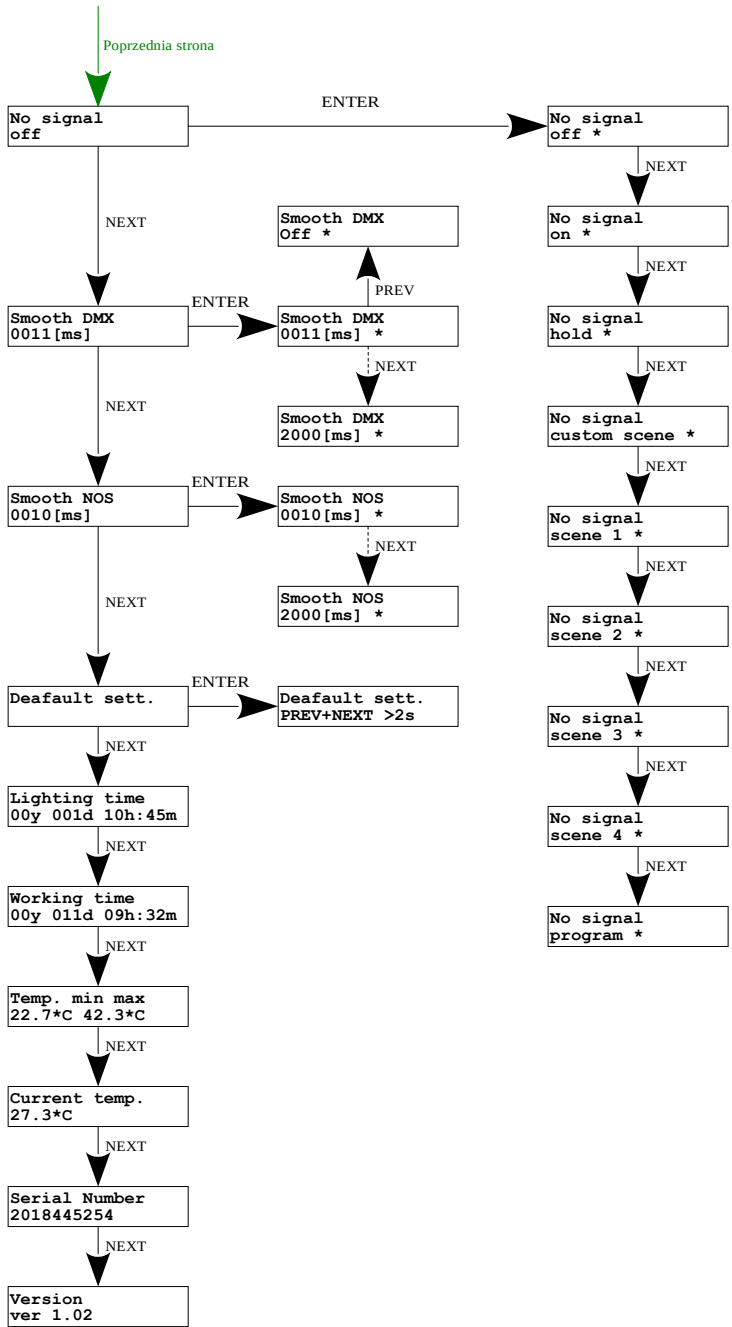 Poprzednia strona
No signal
off
ENTER
No signal
off *
NEXT
NEXT
No signal
on *
NEXT
No signal
hold *
NEXT
No signal
custom scene *
NEXT
No signal
scene 1 *
NEXT
No signal
scene 2 *
NEXT
No signal
scene 3 *
NEXT
No signal
scene 4 *
NEXT
No signal
program *
Smooth DMX
0011[ms]
ENTER
Smooth DMX
0011[ms] *
PREV
Smooth DMX
Off *
NEXT
Smooth DMX
2000[ms] *
NEXT
Smooth NOS
0010[ms]
ENTER
Smooth NOS
0010[ms] *
NEXT
Smooth NOS
2000[ms] *
NEXT
Deafault sett.
ENTER
Deafault sett.
PREV+NEXT >2s
NEXT
Lighting time
00y 001d 10h:45m
NEXT
Working time
00y 011d 09h:32m
NEXT
Temp. min max
22.7*C 42.3*C
NEXT
Current temp.
27.3*C
NEXT
Serial Number
2018445254
NEXT
Version
ver 1.02